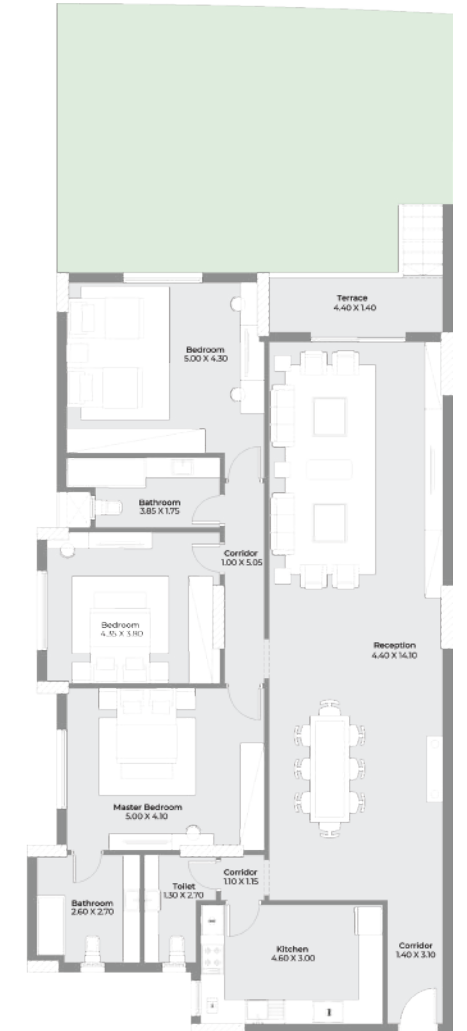 Terrace
4.40 X 1.40
Bedroom
5.00 X 4.30
Bathroom
3.85 X 1.75
Corridor
1.00 X 5.05
Bedroom
4.35 X 3.80
Reception
4.40 X 14.10
Master Bedroom
5.00 X 4.10
Corridor
1.10 X 1.15
Toilet
1.30 X 2.70
Bathroom
2.60 X 2.70
Kitchen
4.60 X 3.00
Corridor
1.40 X 3.10